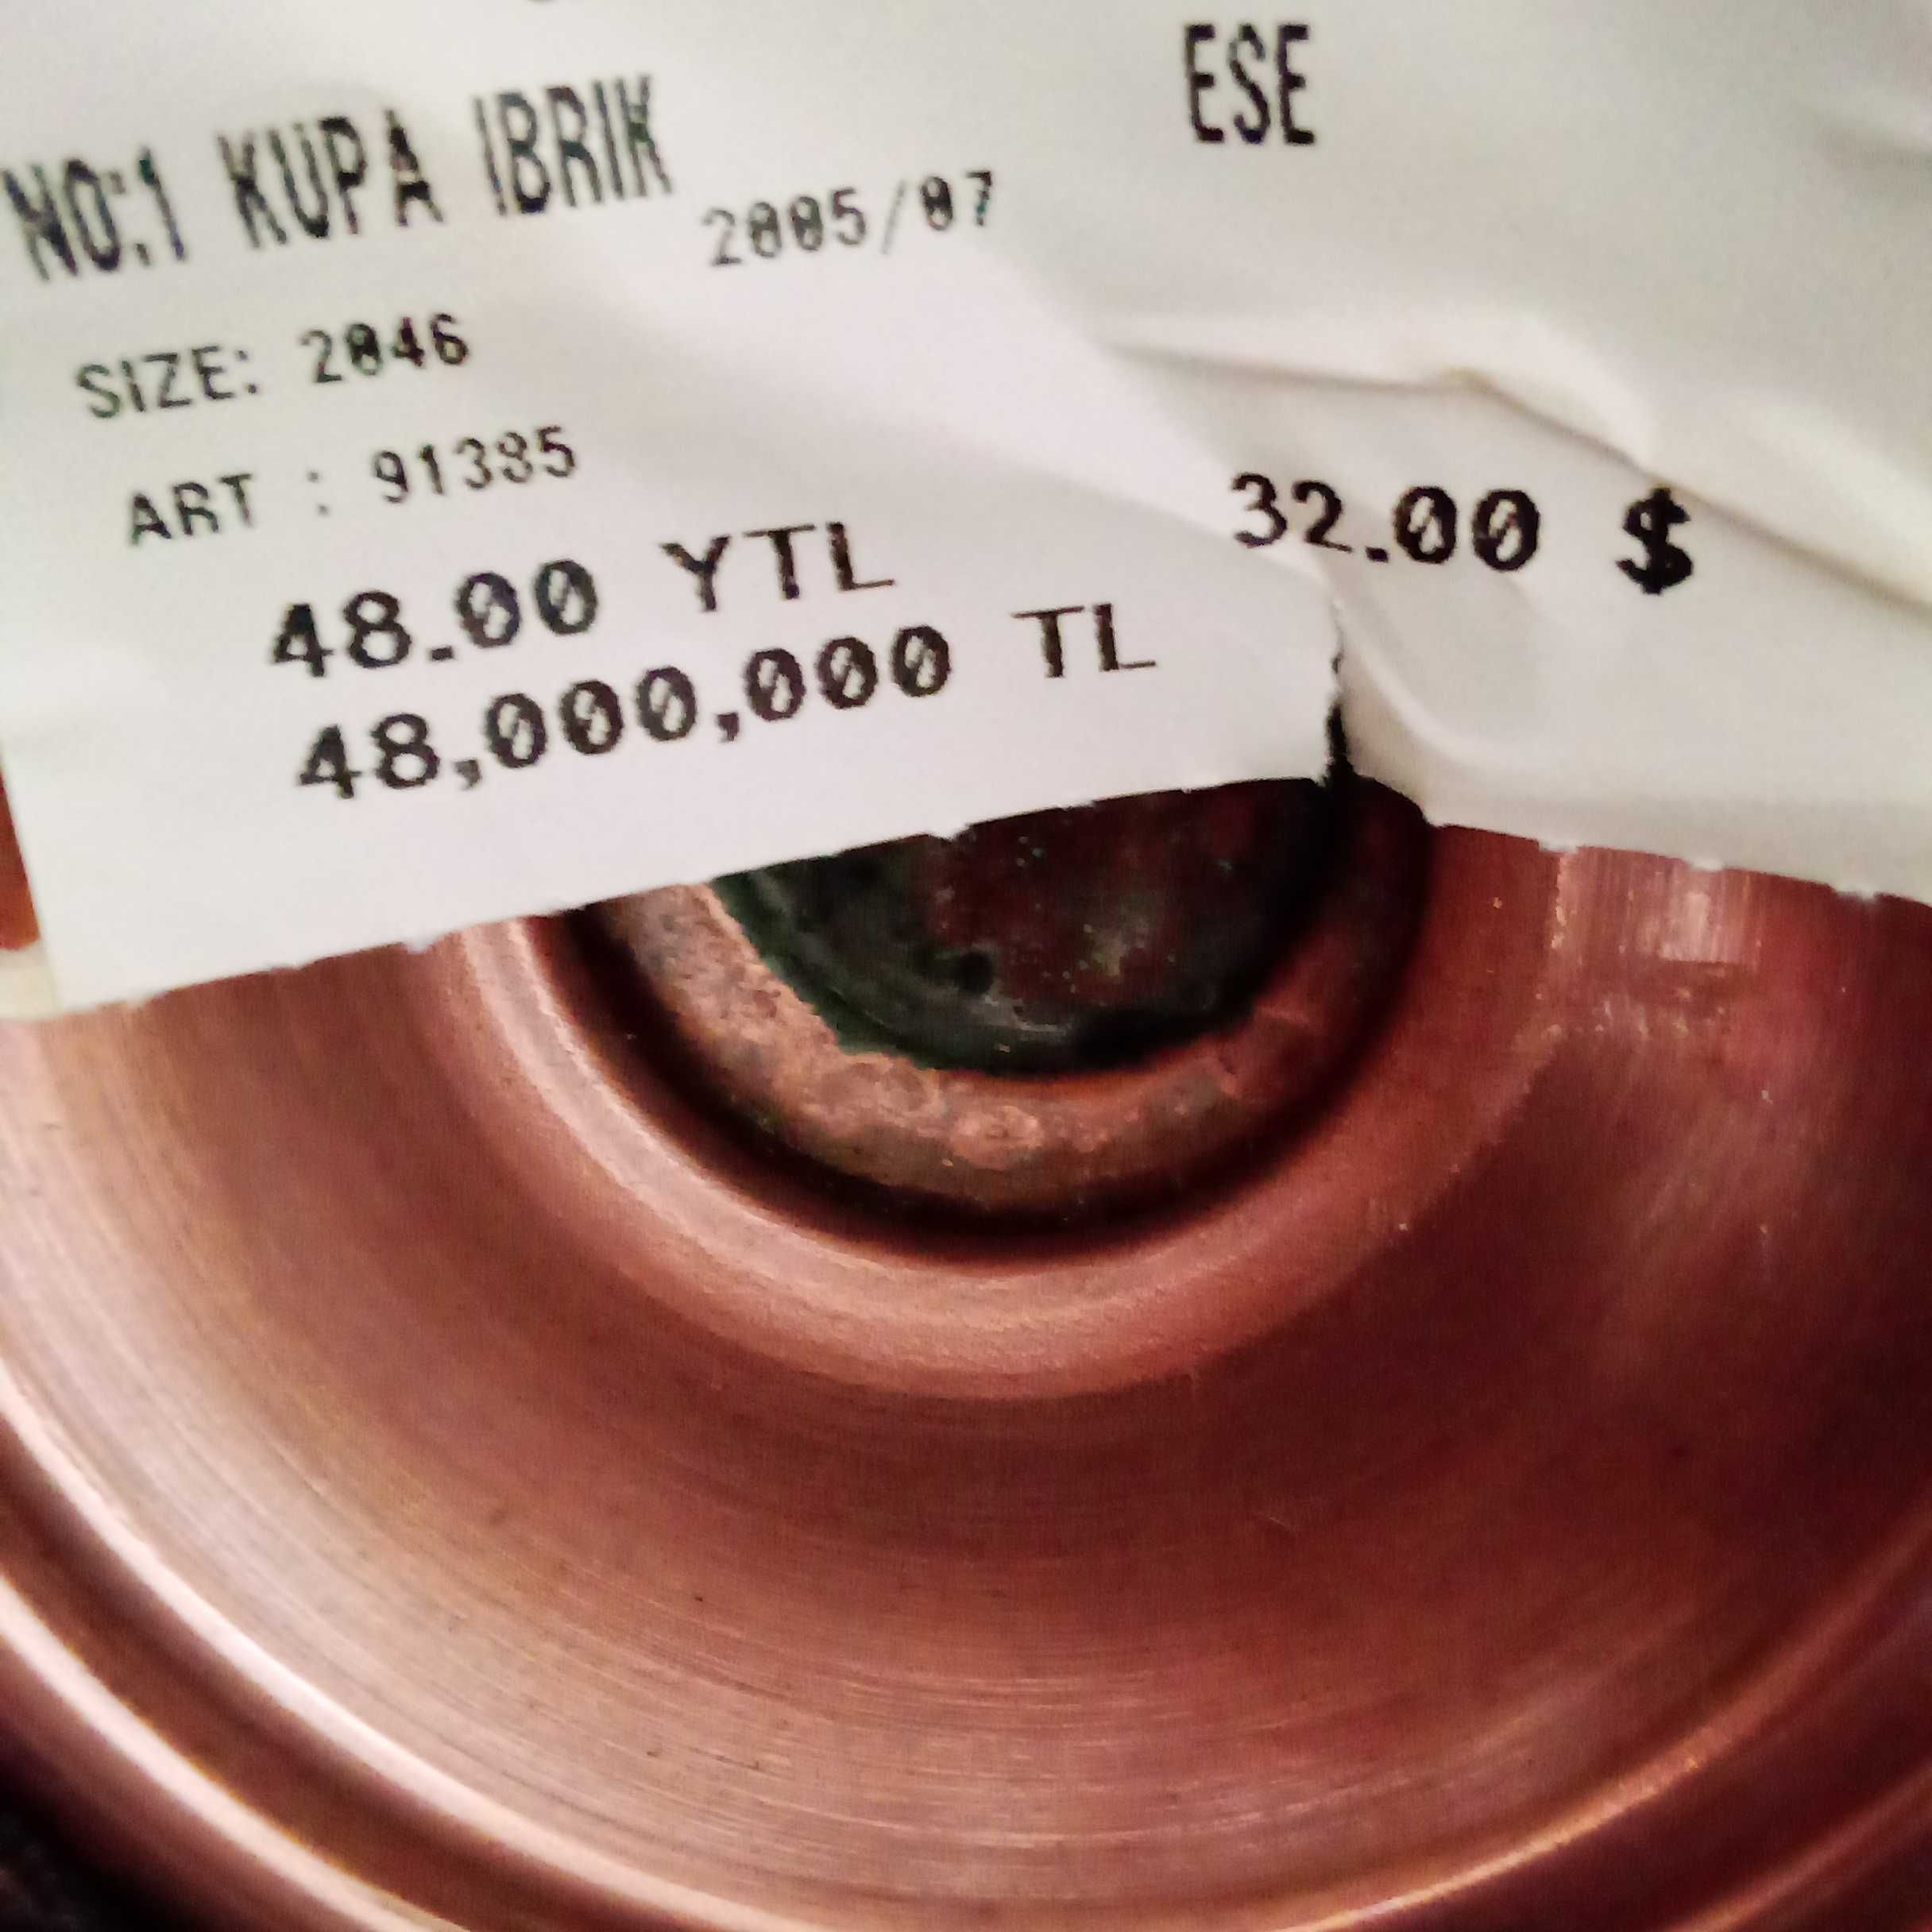 NO:1 KUPA IBRIK
2005/07
SIZE: 2046
ART : 91385
48.00 YTL
48,000,000 TL
ESE
32.00 $